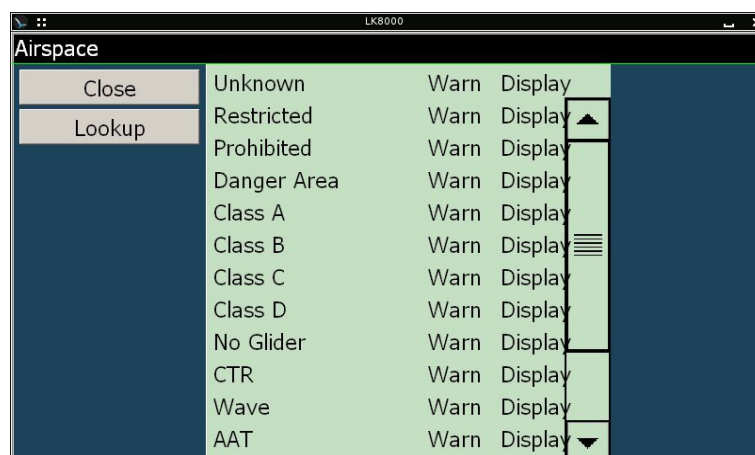 LK8000
Airspace
Close
Lookup
Unknown Warn Display
Restricted Warn Display
Prohibited Warn Display
Danger Area Warn Display
Class A Warn Display
Class B Warn Display
Class C Warn Display
Class D Warn Display
No Glider Warn Display
CTR Warn Display
Wave Warn Display
AAT Warn Display